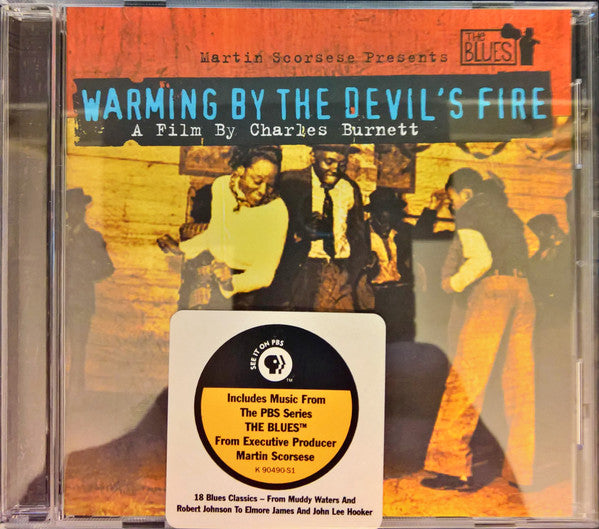 Martin Scorsese Presents
THE
BLUES
WARMING BY THE DEVIL'S FIRE
A Film By Charles Burnett
SEE IT ON PBS
TM
Includes Music From
The PBS Series
THE BLUES™
From Executive Producer
Martin Scorsese
K 90490-S1
18 Blues Classics – From Muddy Waters And
Robert Johnson To Elmore James And John Lee Hooker